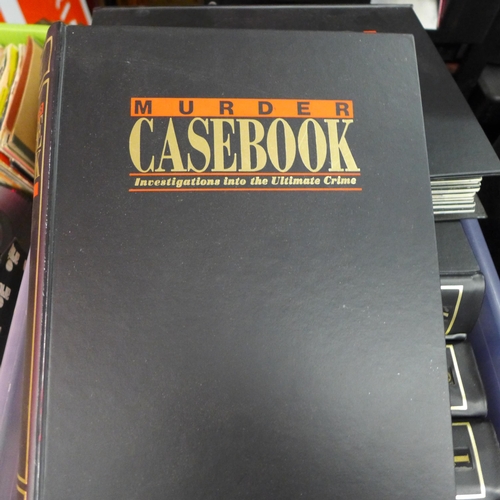 MURDER
CASEBOOK
Investigations into the Ultimate Crime